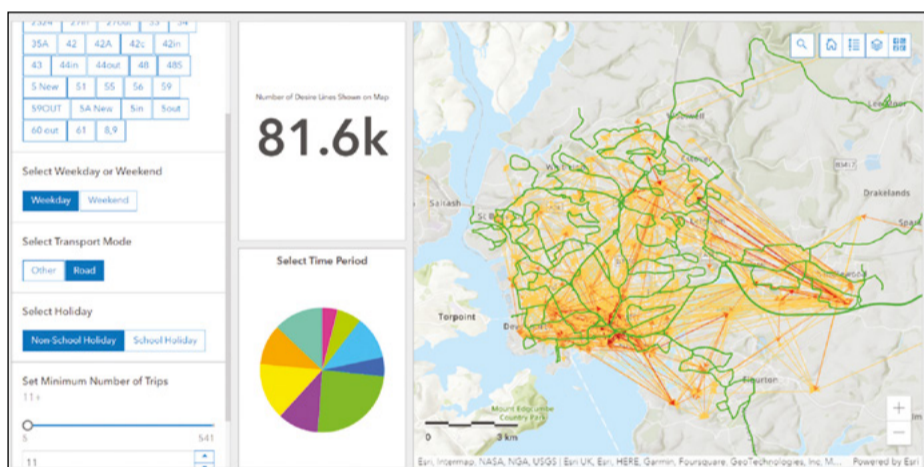 35A 42 42A 42c 42in
43 44in 44out 48 48S
5 New 51 55 56 59
59OUT 5A New 5in 5out
60 out 61 8,9
Select Weekday or Weekend
Weekday Weekend
Select Transport Mode
Other Road
Select Holiday
Non-School Holiday School Holiday
Set Minimum Number of Trips
11+
5 541
11
Number of Desire Lines Shown on Map
81.6k
Select Time Period
Saltash
Torpoint
Drakelands
Mount Edgcumbe
Country Park
0 3 km
+
−
Esri, Intermap, NASA, NGA, USGS | Esri UK, Esri, HERE, Garmin, Foursquare, GeoTechnologies, Inc, M... Powered by Esri